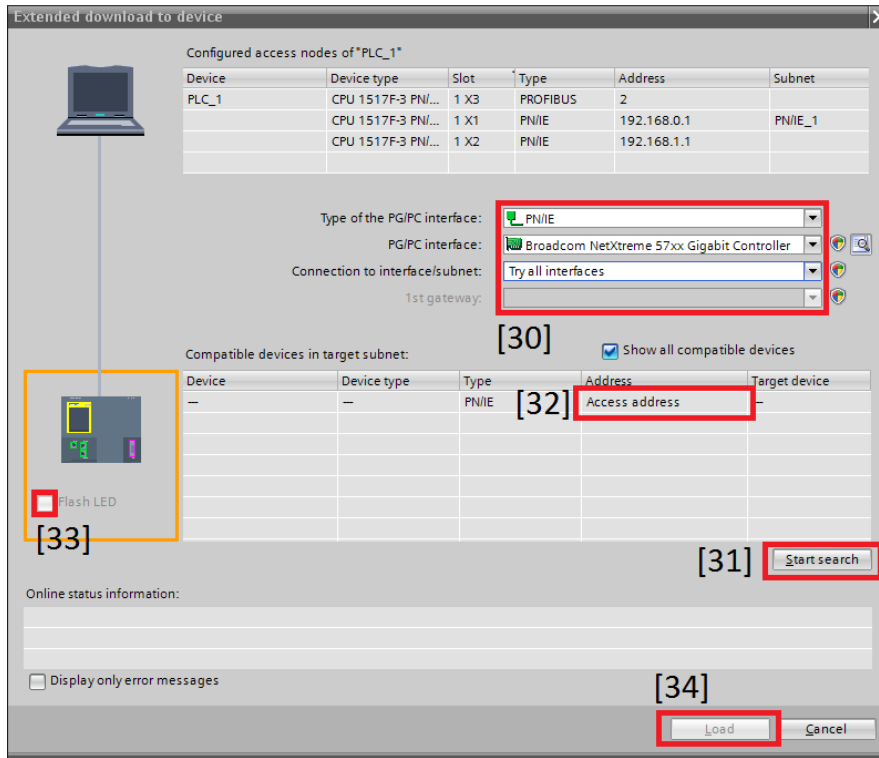 Extended download to device
Configured access nodes of "PLC_1"
Device Device type Slot Type Address Subnet
PLC_1 CPU 1517F-3 PN/... 1 X3 PROFIBUS 2
CPU 1517F-3 PN/... 1 X1 PN/IE 192.168.0.1 PN/IE_1
CPU 1517F-3 PN/... 1 X2 PN/IE 192.168.1.1
Type of the PG/PC interface: PN/IE
PG/PC interface: Broadcom NetXtreme 57xx Gigabit Controller
Connection to interface/subnet: Try all interfaces
1st gateway:
[30]
Compatible devices in target subnet: Show all compatible devices
Device Device type Type Address Target device
— — PN/IE [32] Access address —
Flash LED
[33]
[31] Start search
Online status information:
Display only error messages
[34]
Load Cancel